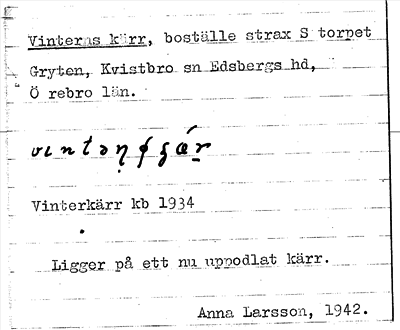 Vinterns kärr, boställe strax S torpet
Gryten, Kvistbro sn Edsbergs hd,
Ö rebro län.
Vinterkärr kb 1934
Ligger på ett nu uppodlat kärr.
Anna Larsson, 1942.